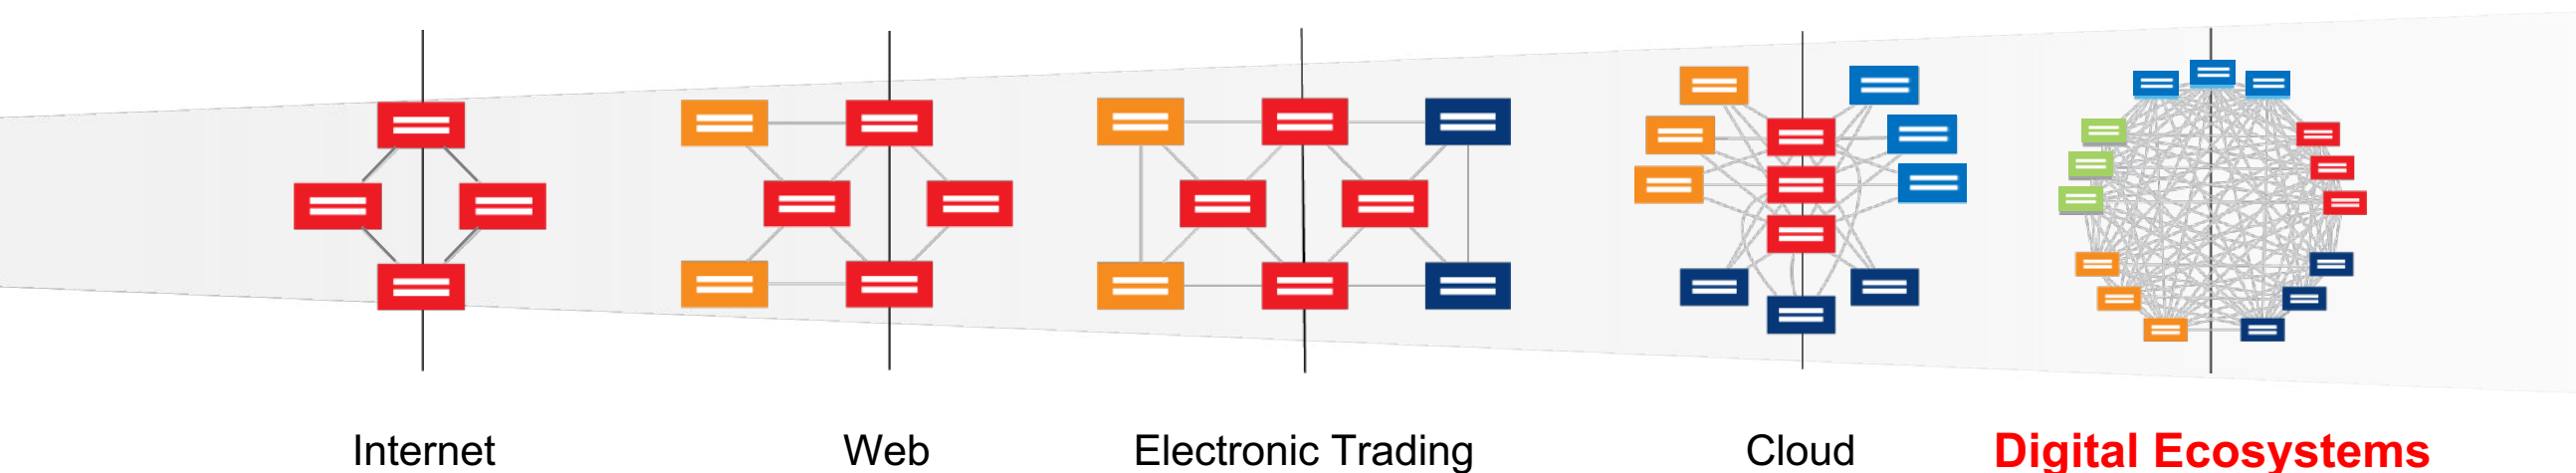 Internet
Web
Electronic Trading
Cloud
Digital Ecosystems